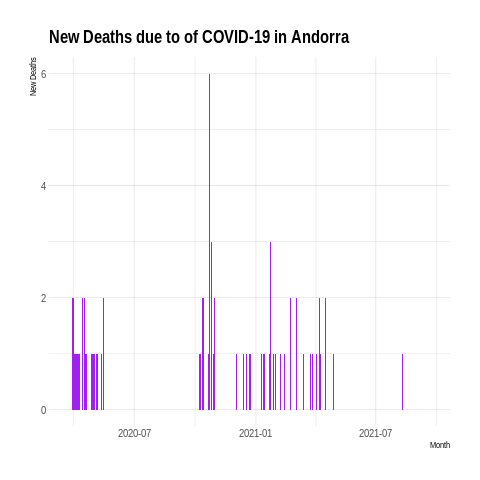 New Deaths due to of COVID-19 in Andorra
New Deaths
6
4
2
0
2020-07
2021-01
2021-07
Month